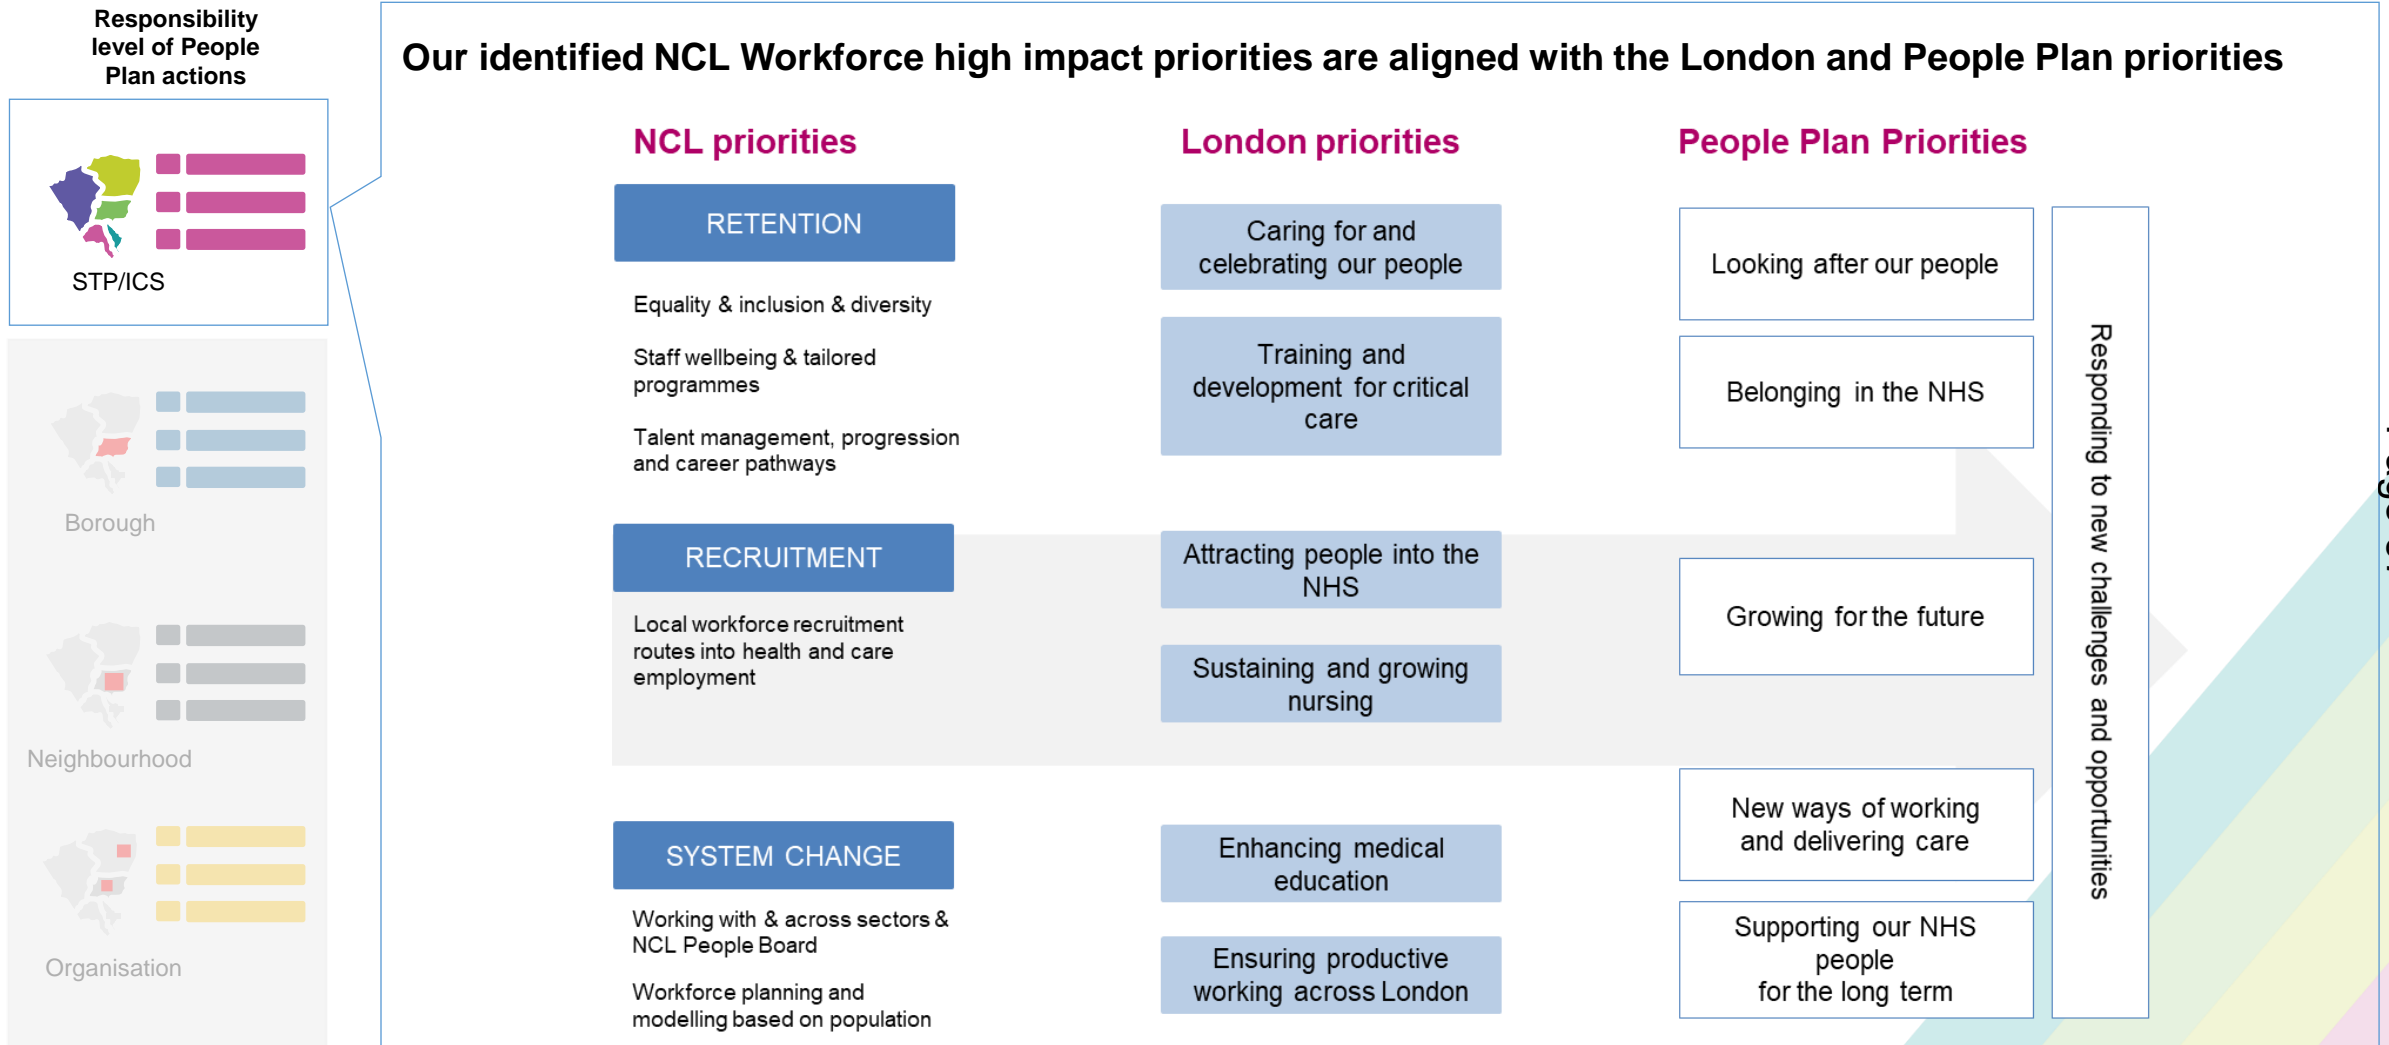 Responsibility
level of People
Plan actions
STP/ICS
Borough
Neighbourhood
Organisation
Our identified NCL Workforce high impact priorities are aligned with the London and People Plan priorities
NCL priorities
RETENTION
Equality & inclusion & diversity
Staff wellbeing & tailored
programmes
Talent management, progression
and career pathways
RECRUITMENT
Local workforce recruitment
routes into health and care
employment
SYSTEM CHANGE
Working with & across sectors &
NCL People Board
Workforce planning and
modelling based on population
London priorities
Caring for and
celebrating our people
Training and
development for critical
care
Attracting people into the
NHS
Sustaining and growing
nursing
Enhancing medical
education
Ensuring productive
working across London
People Plan Priorities
Looking after our people
Belonging in the NHS
Growing for the future
New ways of working
and delivering care
Supporting our NHS
people
for the long term
Responding to new challenges and opportunities